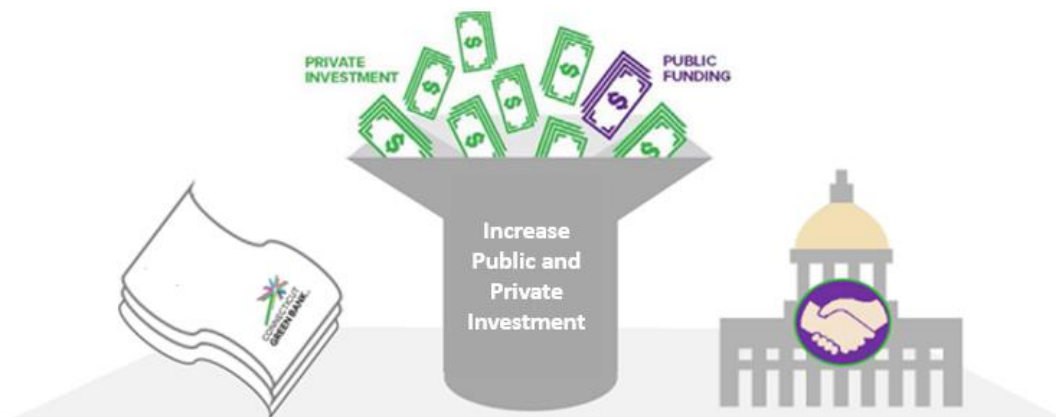 PRIVATE
INVESTMENT
PUBLIC
FUNDING
$
$
$
$
$
$
$
$
$
Increase
Public and
Private
Investment
CONNECTICUT
GREEN BANK